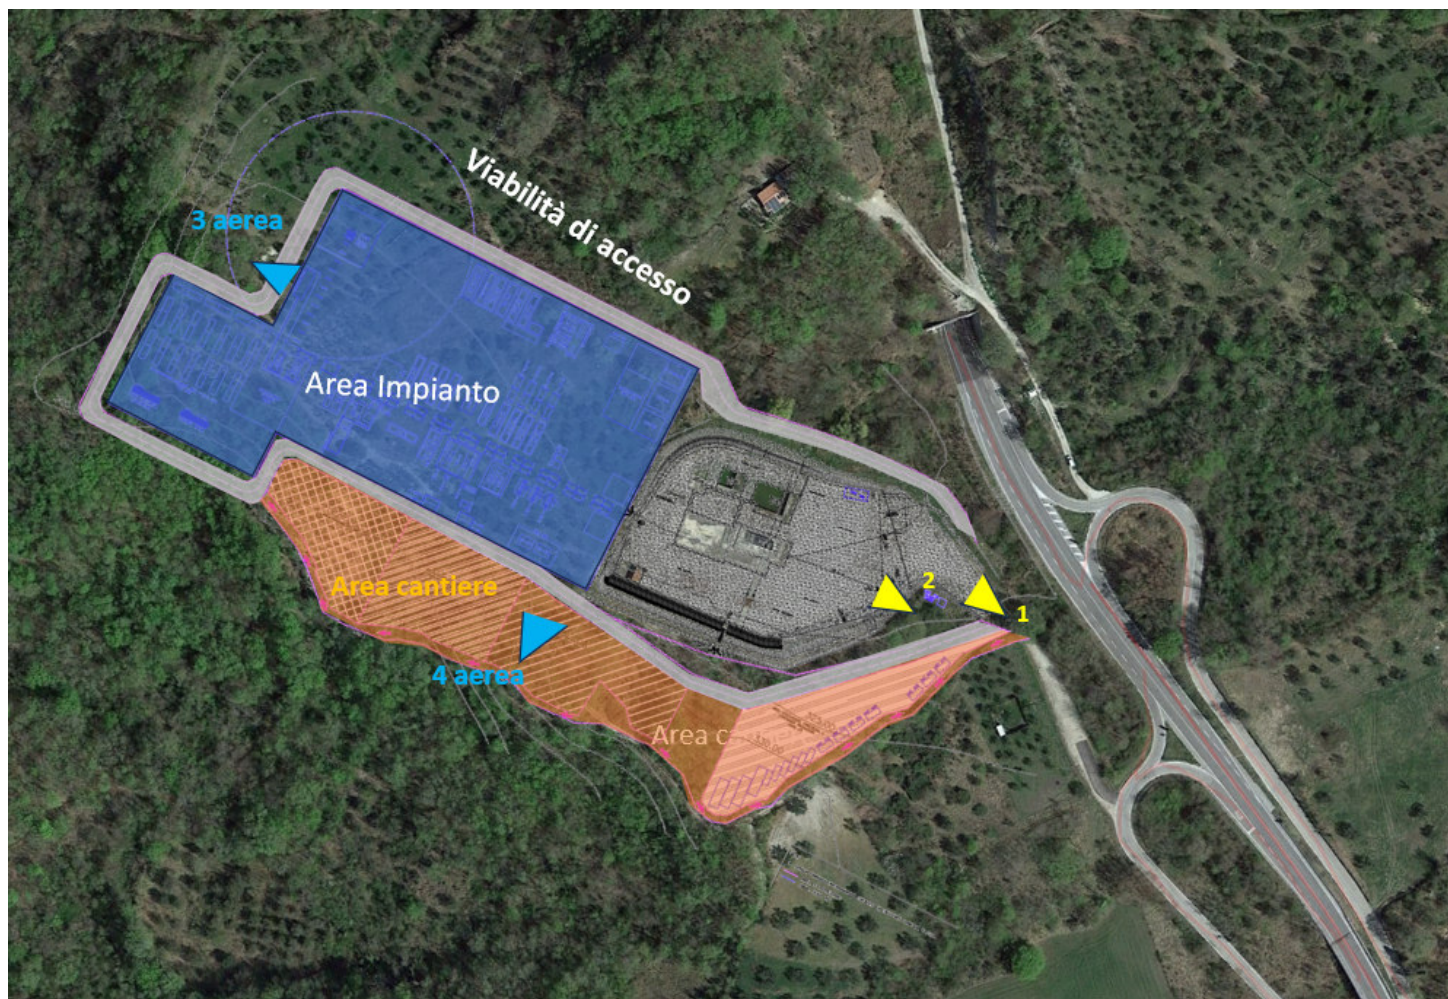 Viabilità di accesso
3 aerea
Area Impianto
Area cantiere
2
1
4 aerea